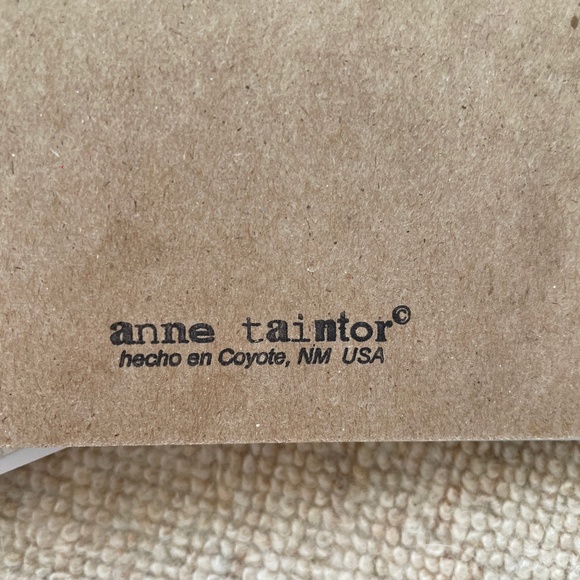 anne taintor©
hecho en Coyote, NM USA